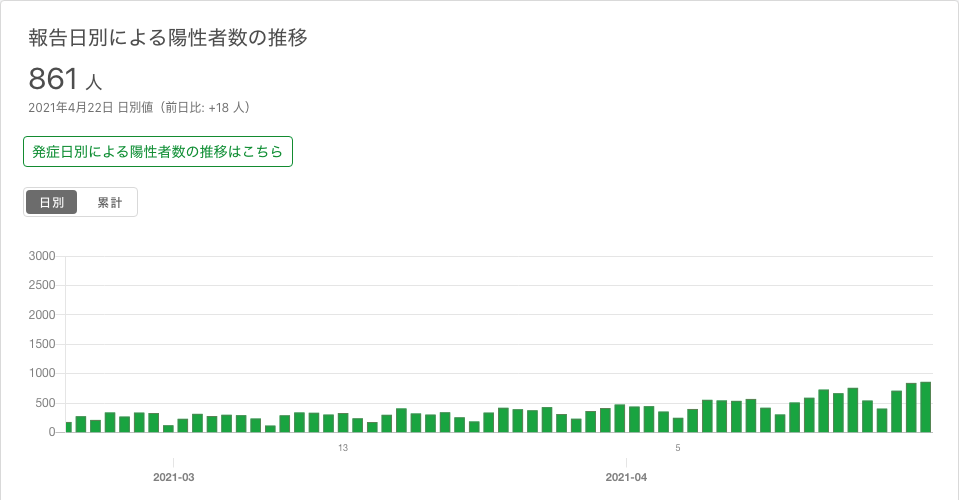 報告日別による陽性者数の推移
861 人
2021年4月22日 日別値（前日比: +18 人）
発症日別による陽性者数の推移はこちら
日別 累計
3000
2500
2000
1500
1000
500
0
13 5
2021-03 2021-04